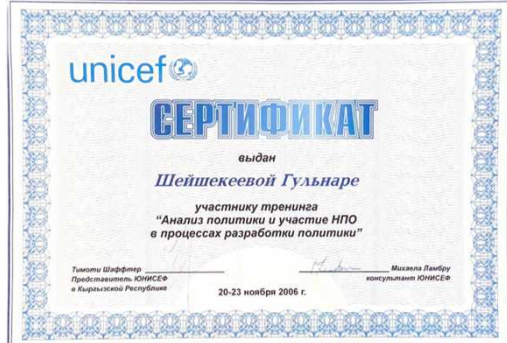 unicef
СЕРТИФИКАТ
выдан
Шейшекеевой Гульнаре
участнику тренинга
“Анализ политики и участие НПО
в процессах разработки политики”
Тимоти Шаффтер
Представитель ЮНИСЕФ
в Кыргызской Республике
Михаела Ламбру
консультант ЮНИСЕФ
20-23 ноября 2006 г.